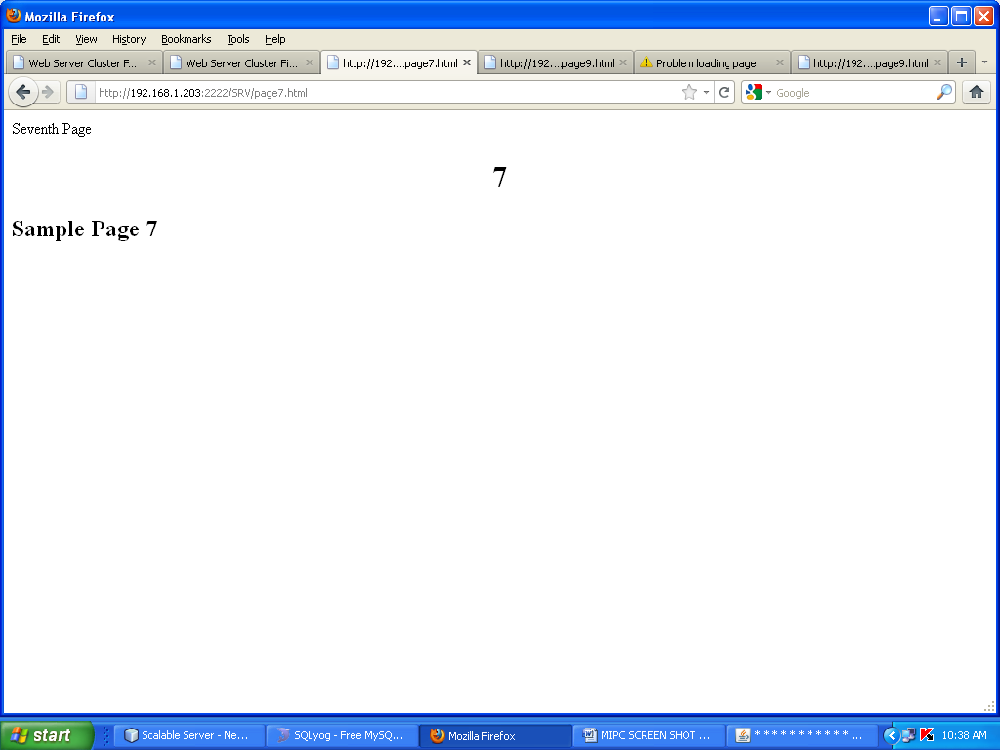 Mozilla Firefox
File Edit View History Bookmarks Tools Help
Web Server Cluster F... Web Server Cluster Fi... http://192....page7.html http://192....page9.html Problem loading page http://192....page9.html
http://192.168.1.203:2222/SRV/page7.html Google
Seventh Page
7
Sample Page 7
start Scalable Server - Ne... SQLyog - Free MySQ... Mozilla Firefox MIPC SCREEN SHOT ... * * * * * * * * * * * ... 10:38 AM